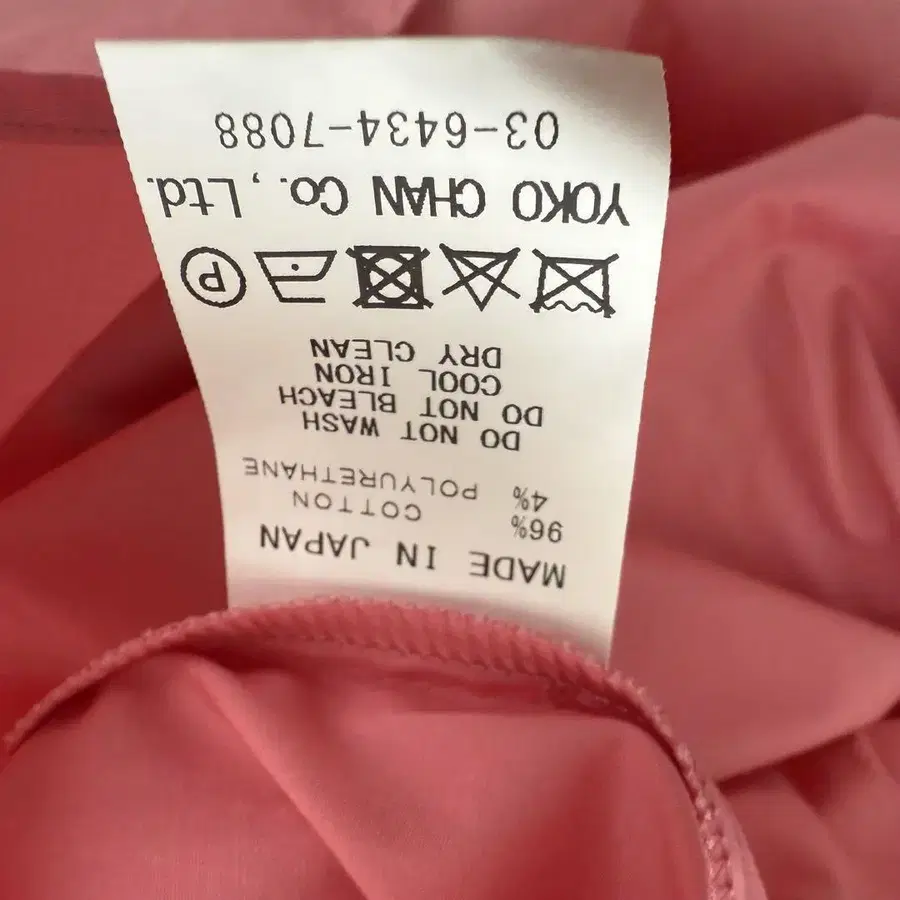 MADE IN JAPAN
96% COTTON
4% POLYURETHANE
DO NOT WASH
DO NOT BLEACH
COOL IRON
DRY CLEAN
P
YOKO CHAN Co.,Ltd.
03-6434-7088